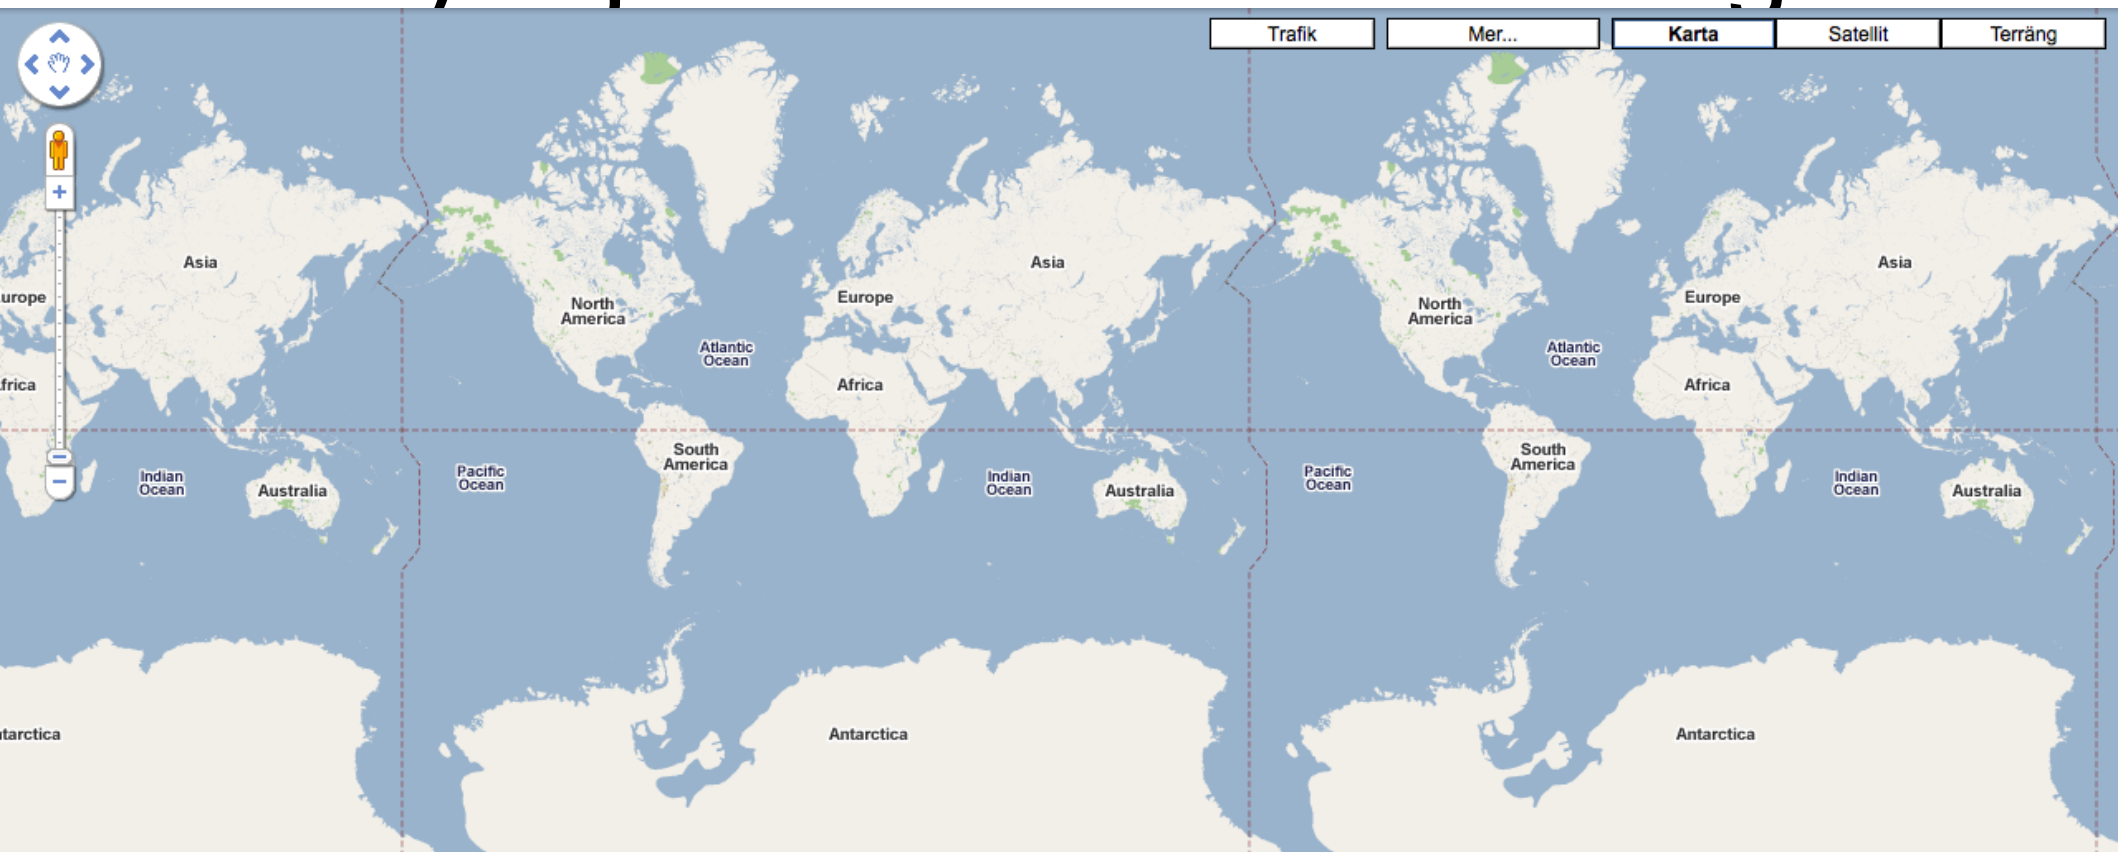 Trafik
Mer...
Karta
Satellit
Terräng
Asia
Asia
Asia
urope
Europe
Europe
North
America
North
America
Atlantic
Ocean
Atlantic
Ocean
frica
Africa
Africa
South
America
South
America
Pacific
Ocean
Pacific
Ocean
Indian
Ocean
Indian
Ocean
Indian
Ocean
Australia
Australia
Australia
tarctica
Antarctica
Antarctica